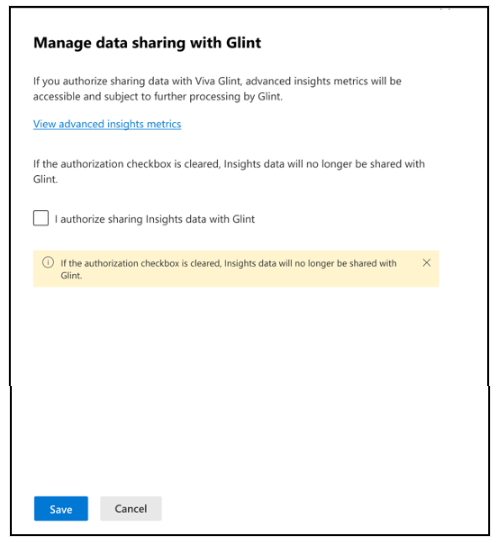 Manage data sharing with Glint
If you authorize sharing data with Viva Glint, advanced insights metrics will be
accessible and subject to further processing by Glint.
View advanced insights metrics
If the authorization checkbox is cleared, Insights data will no longer be shared with
Glint.
I authorize sharing Insights data with Glint
If the authorization checkbox is cleared, Insights data will no longer be shared with
Glint.
Save
Cancel